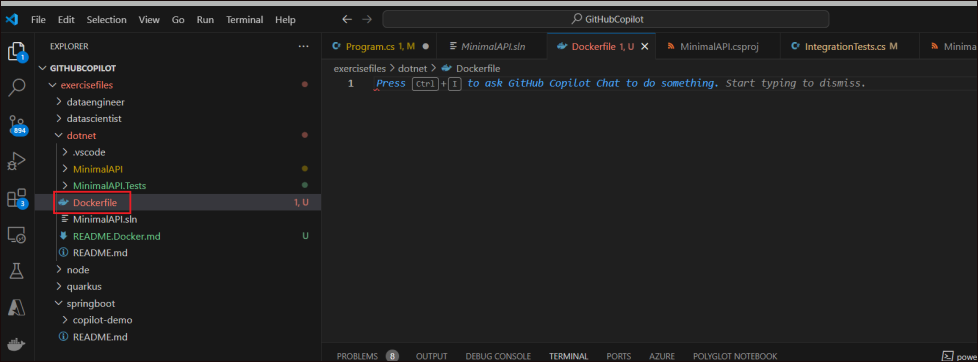 File Edit Selection View Go Run Terminal Help
GitHubCopilot
EXPLORER
Program.cs 1, M
MinimalAPI.sln
Dockerfile 1, U
MinimalAPI.csproj
IntegrationTests.cs M
Minima
GITHUBCOPILOT
exercisefiles > dotnet > Dockerfile
1 Press Ctrl+I to ask GitHub Copilot Chat to do something. Start typing to dismiss.
1
894
3
exercisefiles
dataengineer
datascientist
dotnet
.vscode
MinimalAPI
MinimalAPI.Tests
Dockerfile 1, U
MinimalAPI.sln
README.Docker.md U
README.md
node
quarkus
springboot
copilot-demo
README.md
PROBLEMS 8 OUTPUT DEBUG CONSOLE TERMINAL PORTS AZURE POLYGLOT NOTEBOOK
powe